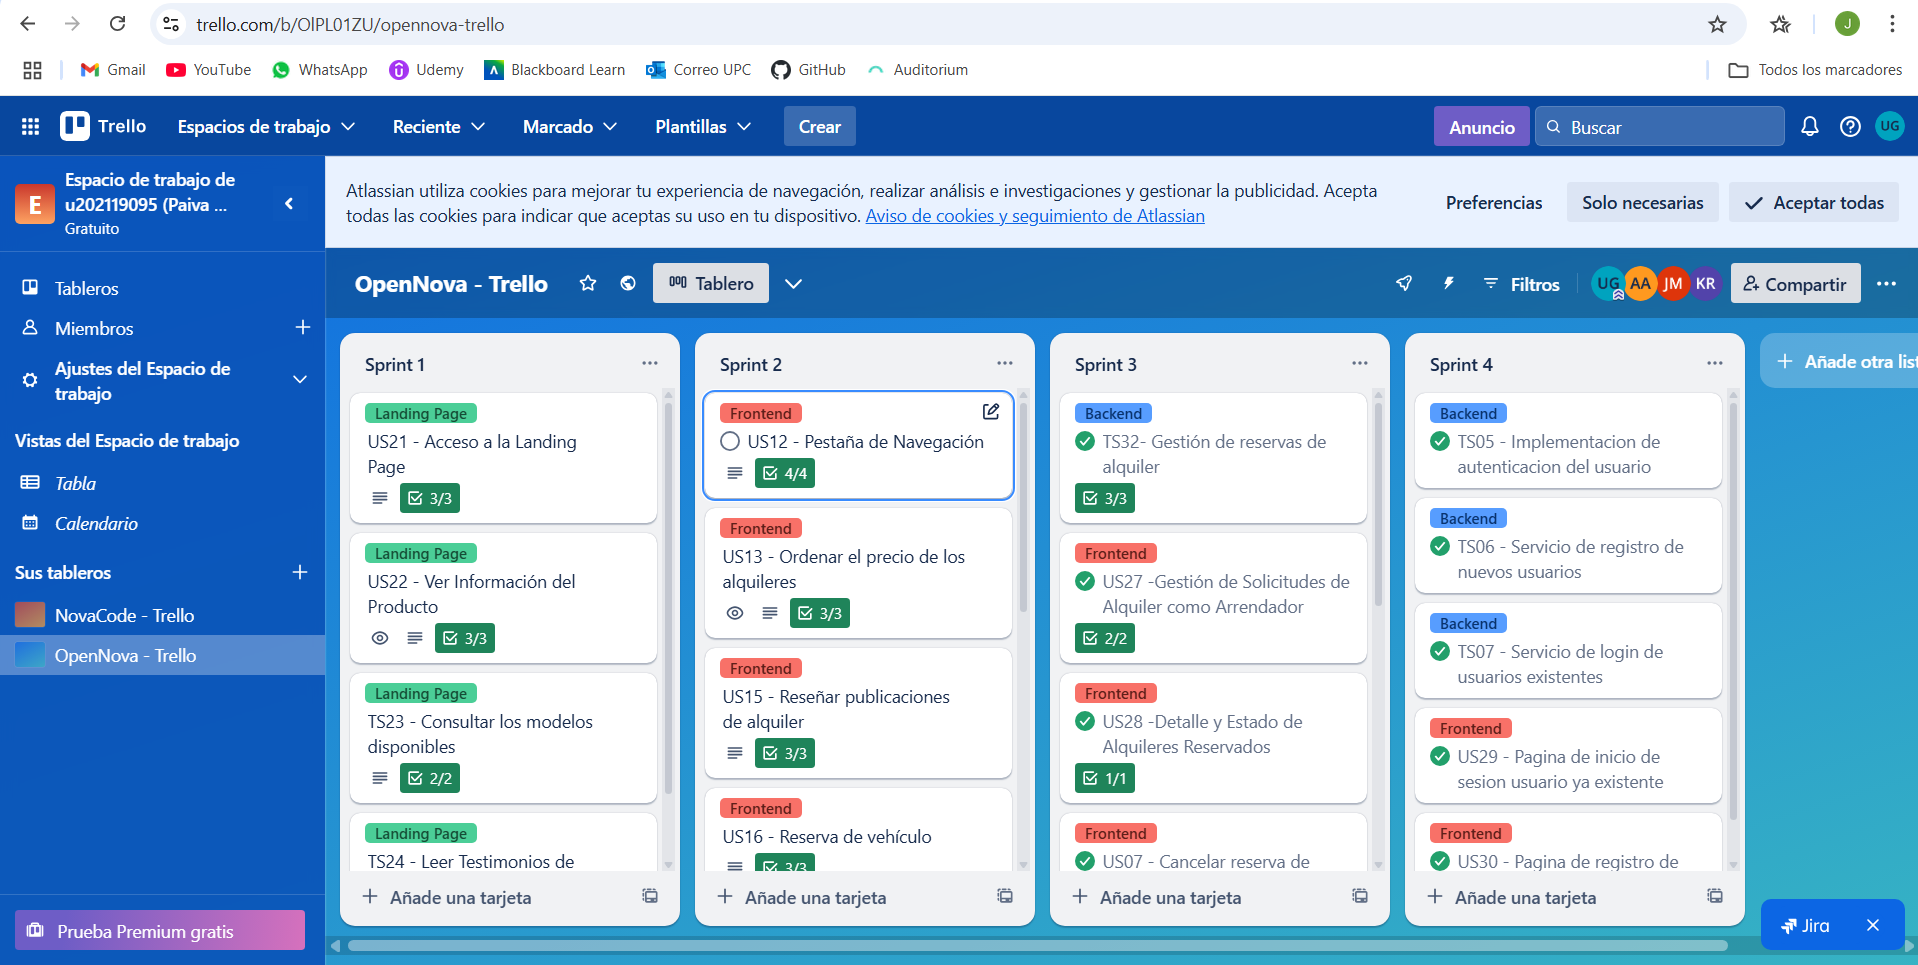 trello.com/b/OlPL01ZU/opennova-trello
J
Gmail
YouTube
WhatsApp
Udemy
Blackboard Learn
Correo UPC
GitHub
Auditorium
Todos los marcadores
Trello
Espacios de trabajo
Reciente
Marcado
Plantillas
Crear
Anuncio
Buscar
UG
E
Espacio de trabajo de
u202119095 (Paiva ...
Gratuito
Atlassian utiliza cookies para mejorar tu experiencia de navegación, realizar análisis e investigaciones y gestionar la publicidad. Acepta
todas las cookies para indicar que aceptas su uso en tu dispositivo. Aviso de cookies y seguimiento de Atlassian
Preferencias
Solo necesarias
Aceptar todas
Tableros
Miembros
Ajustes del Espacio de
trabajo
Vistas del Espacio de trabajo
Tabla
Calendario
Sus tableros
NovaCode - Trello
OpenNova - Trello
Prueba Premium gratis
OpenNova - Trello
Tablero
Filtros
UG
AA
JM
KR
Compartir
Sprint 1
Landing Page
US21 - Acceso a la Landing
Page
3/3
Landing Page
US22 - Ver Información del
Producto
3/3
Landing Page
TS23 - Consultar los modelos
disponibles
2/2
Landing Page
TS24 - Leer Testimonios de
Añade una tarjeta
Sprint 2
Frontend
US12 - Pestaña de Navegación
4/4
Frontend
US13 - Ordenar el precio de los
alquileres
3/3
Frontend
US15 - Reseñar publicaciones
de alquiler
3/3
Frontend
US16 - Reserva de vehículo
3/3
Añade una tarjeta
Sprint 3
Backend
TS32- Gestión de reservas de
alquiler
3/3
Frontend
US27 -Gestión de Solicitudes de
Alquiler como Arrendador
2/2
Frontend
US28 -Detalle y Estado de
Alquileres Reservados
1/1
Frontend
US07 - Cancelar reserva de
Añade una tarjeta
Sprint 4
Backend
TS05 - Implementacion de
autenticacion del usuario
Backend
TS06 - Servicio de registro de
nuevos usuarios
Backend
TS07 - Servicio de login de
usuarios existentes
Frontend
US29 - Pagina de inicio de
sesion usuario ya existente
Frontend
US30 - Pagina de registro de
Añade una tarjeta
Añade otra list
Jira